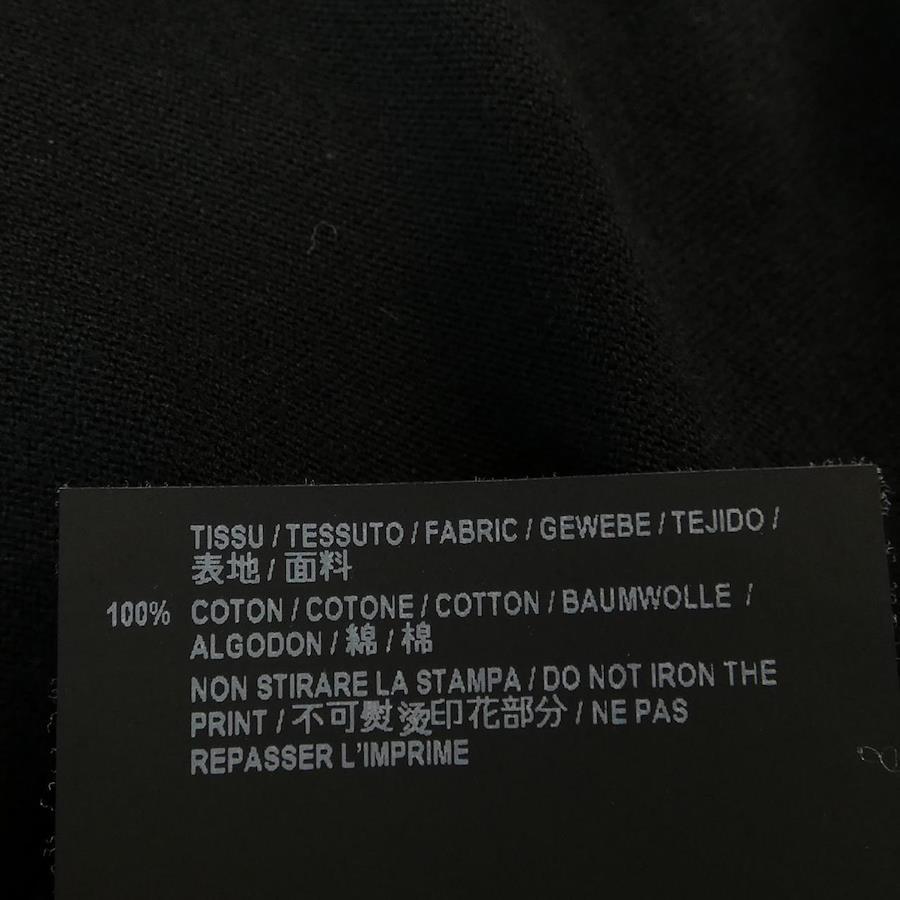 TISSU / TESSUTO / FABRIC / GEWEBE / TEJIDO /
表地 / 面料
100% COTON / COTONE / COTTON / BAUMWOLLE /
ALGODON / 綿 / 棉
NON STIRARE LA STAMPA / DO NOT IRON THE
PRINT / 不可熨烫印花部分 / NE PAS
REPASSER L'IMPRIME